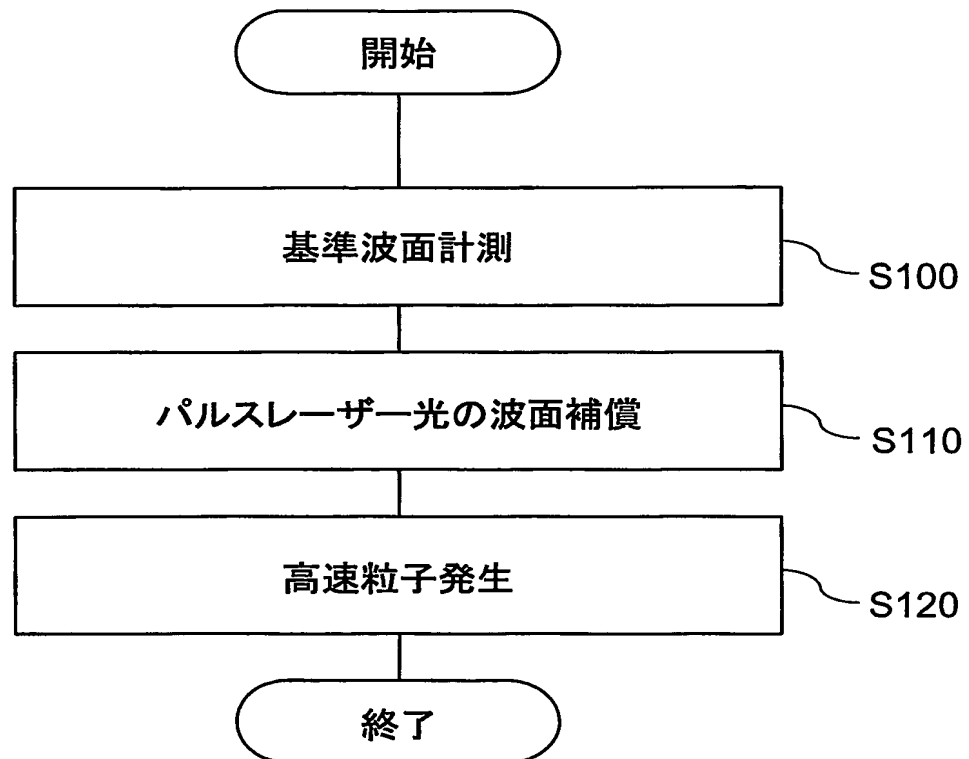 開始
基準波面計測
S100
パルスレーザー光の波面補償
S110
高速粒子発生
S120
終了